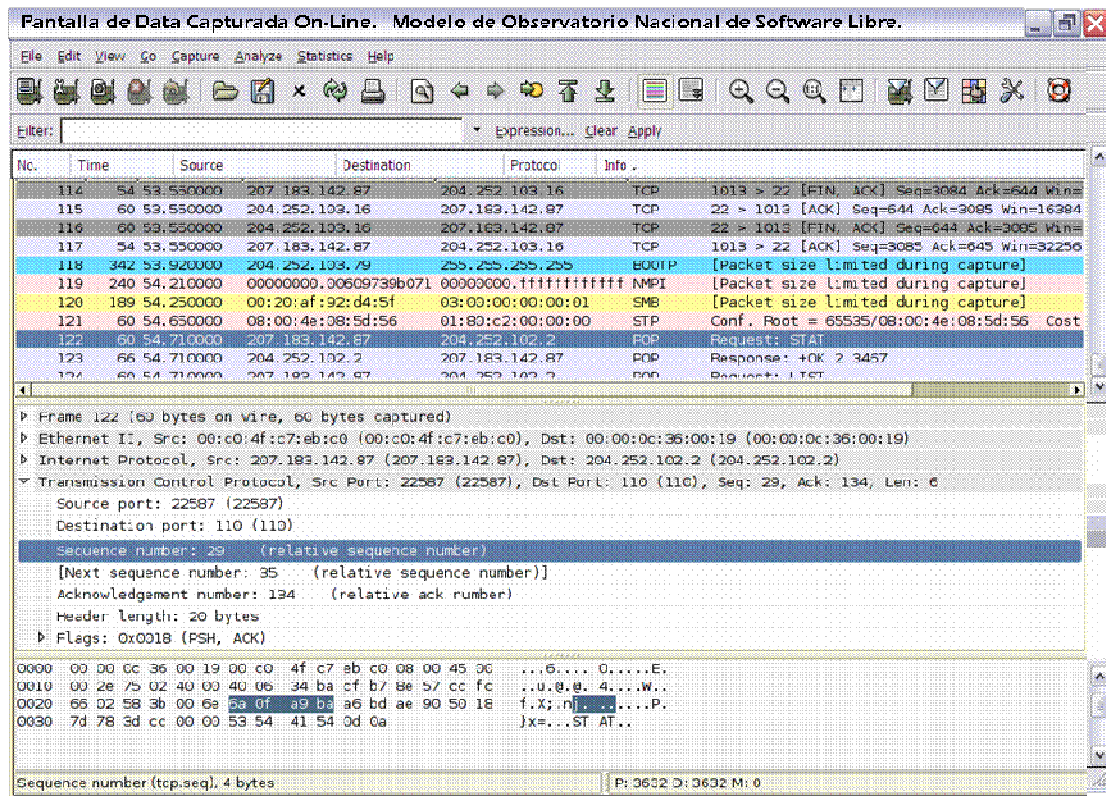 Pantalla de Data Capturada On-Line. Modelo de Observatorio Nacional de Software Libre.
File Edit View Go Capture Analyze Statistics Help
Filter: Expression... Clear Apply
No. Time Source Destination Protocol Info
114 54 53.550000 207.183.142.87 204.252.103.16 TCP 1013 > 22 [FIN, ACK] Seq=3084 Ack=644 Win=
115 60 53.550000 204.252.103.16 207.183.142.87 TCP 22 > 1013 [ACK] Seq=644 Ack=3085 Win=16384
116 60 53.550000 204.252.103.16 207.183.142.87 TCP 22 > 1013 [FIN, ACK] Seq=644 Ack=3085 Win=
117 54 53.550000 207.183.142.87 204.252.103.16 TCP 1013 > 22 [ACK] Seq=3085 Ack=645 Win=32256
118 342 53.920000 204.252.103.79 255.255.255.255 BOOTP [Packet size limited during capture]
119 240 54.210000 00000000.00609739b071 00000000.ffffffffffff NMPI [Packet size limited during capture]
120 189 54.250000 00:20:af:92:d4:5f 03:00:00:00:00:01 SMB [Packet size limited during capture]
121 60 54.650000 08:00:4e:08:5d:56 01:80:c2:00:00:00 STP Conf. Root = 65535/08:00:4e:08:5d:56 Cost
122 60 54.710000 207.183.142.87 204.252.102.2 POP Request: STAT
123 66 54.710000 204.252.102.2 207.183.142.87 POP Response: +OK 2 3467
124 60 54.710000 207.183.142.87 204.252.102.2 POP Request: LIST
Frame 122 (60 bytes on wire, 60 bytes captured)
Ethernet II, Src: 00:c0:4f:c7:eb:c0 (00:c0:4f:c7:eb:c0), Dst: 00:00:0c:36:00:19 (00:00:0c:36:00:19)
Internet Protocol, Src: 207.183.142.87 (207.183.142.87), Dst: 204.252.102.2 (204.252.102.2)
Transmission Control Protocol, Src Port: 22587 (22587), Dst Port: 110 (110), Seq: 29, Ack: 134, Len: 6
Source port: 22587 (22587)
Destination port: 110 (110)
Sequence number: 29 (relative sequence number)
[Next sequence number: 35 (relative sequence number)]
Acknowledgement number: 134 (relative ack number)
Header length: 20 bytes
Flags: 0x0018 (PSH, ACK)
0000 00 00 0c 36 00 19 00 c0 4f c7 eb c0 08 00 45 00 ...6.... O.....E.
0010 00 2e 75 02 40 00 40 06 34 ba cf b7 8e 57 cc fc ..u.@.@. 4....W..
0020 66 02 58 3b 00 6e 6a 0f a9 ba a6 bd ae 90 50 18 f.X;.nj. ......P.
0030 7d 78 3d cc 00 00 53 54 41 54 0d 0a }x=...ST AT..
Sequence number (tcp.seq), 4 bytes P: 3632 D: 3632 M: 0